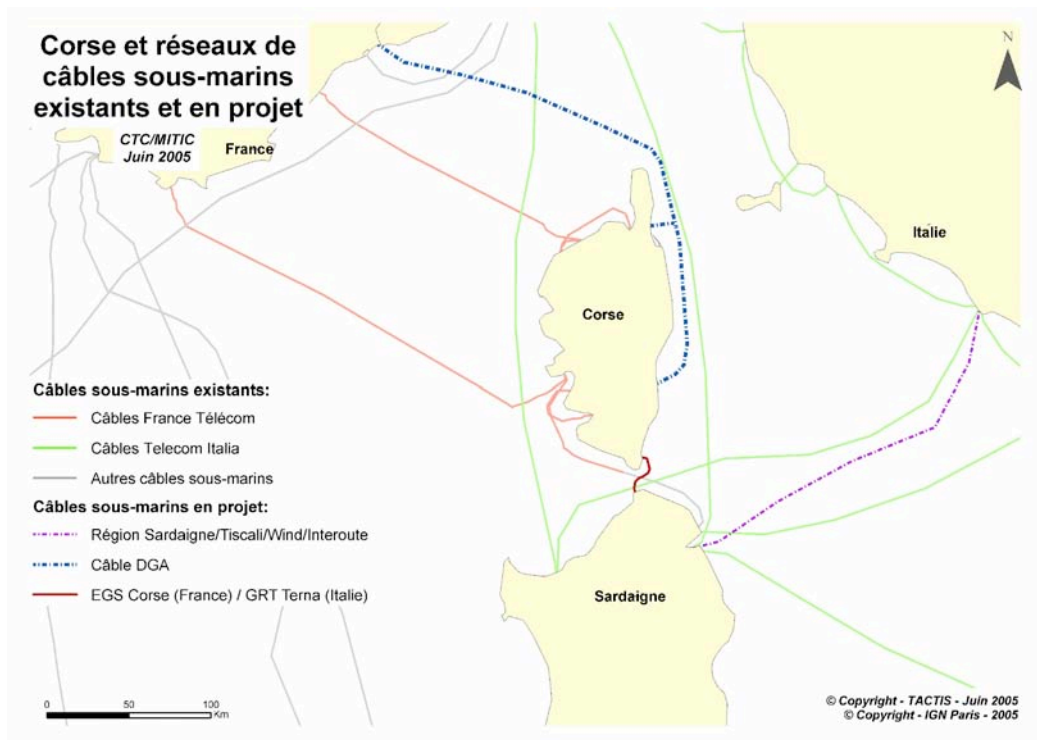 Corse et réseaux de
câbles sous-marins
existants et en projet
CTC/MITIC
Juin 2005
France
N
Italie
Corse
Câbles sous-marins existants:
Câbles France Télécom
Câbles Telecom Italia
Autres câbles sous-marins
Câbles sous-marins en projet:
Région Sardaigne/Tiscali/Wind/Interoute
Câble DGA
EGS Corse (France) / GRT Terna (Italie)
Sardaigne
0 50 100
Km
© Copyright - TACTIS - Juin 2005
© Copyright - IGN Paris - 2005